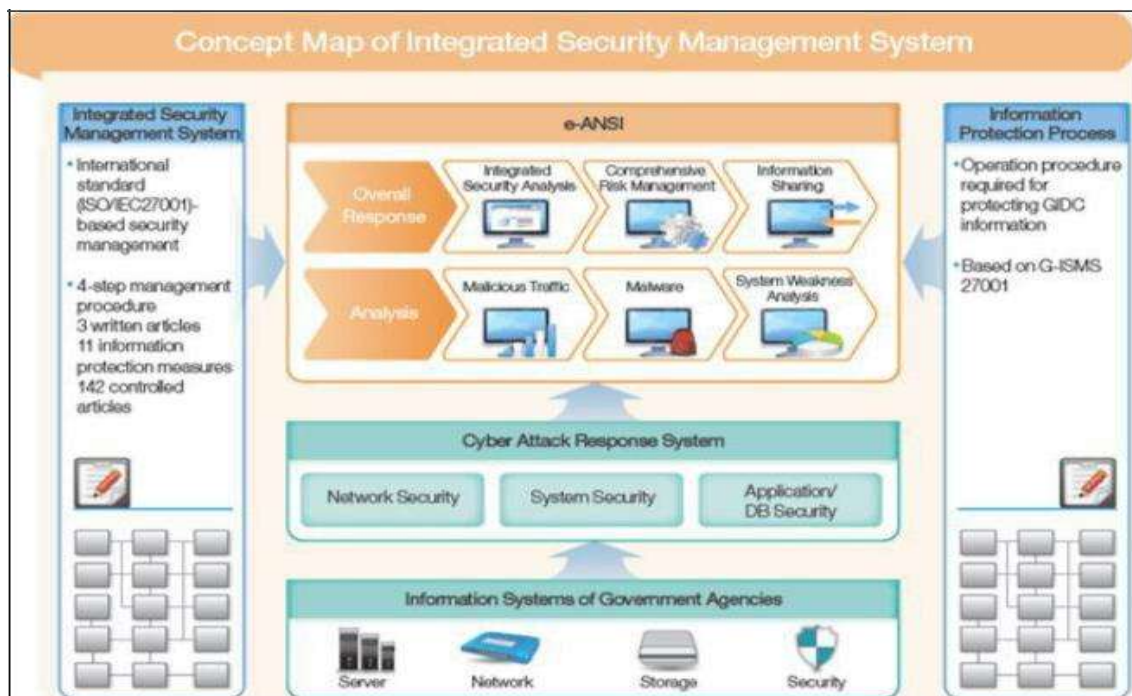 Concept Map of Integrated Security Management System
Integrated Security
Management System
• International
standard
(ISO/IEC27001)-
based security
management
• 4-step management
procedure
3 written articles
11 information
protection measures
142 controlled
articles
e-ANSI
Overall
Response
Integrated
Security Analysis
Comprehensive
Risk Management
Information
Sharing
Analysis
Malicious Traffic
Malware
System Weakness
Analysis
Cyber Attack Response System
Network Security
System Security
Application/
DB Security
Information Systems of Government Agencies
Server
Network
Storage
Security
Information
Protection Process
• Operation procedure
required for
protecting GIDC
information
• Based on G-ISMS
27001